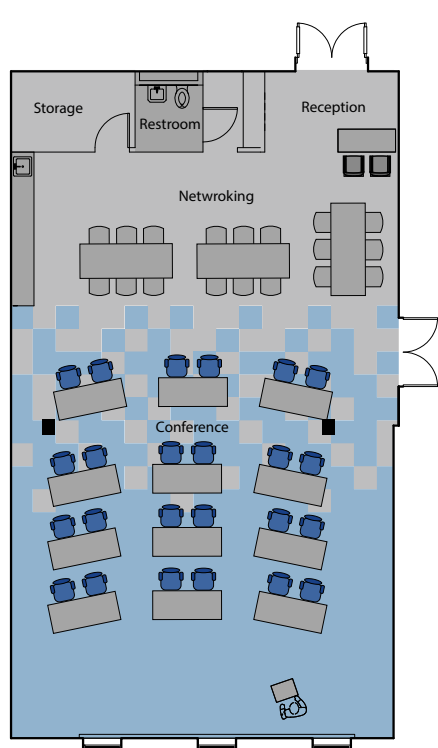 Storage
Reception
Restroom
Netwroking
Conference